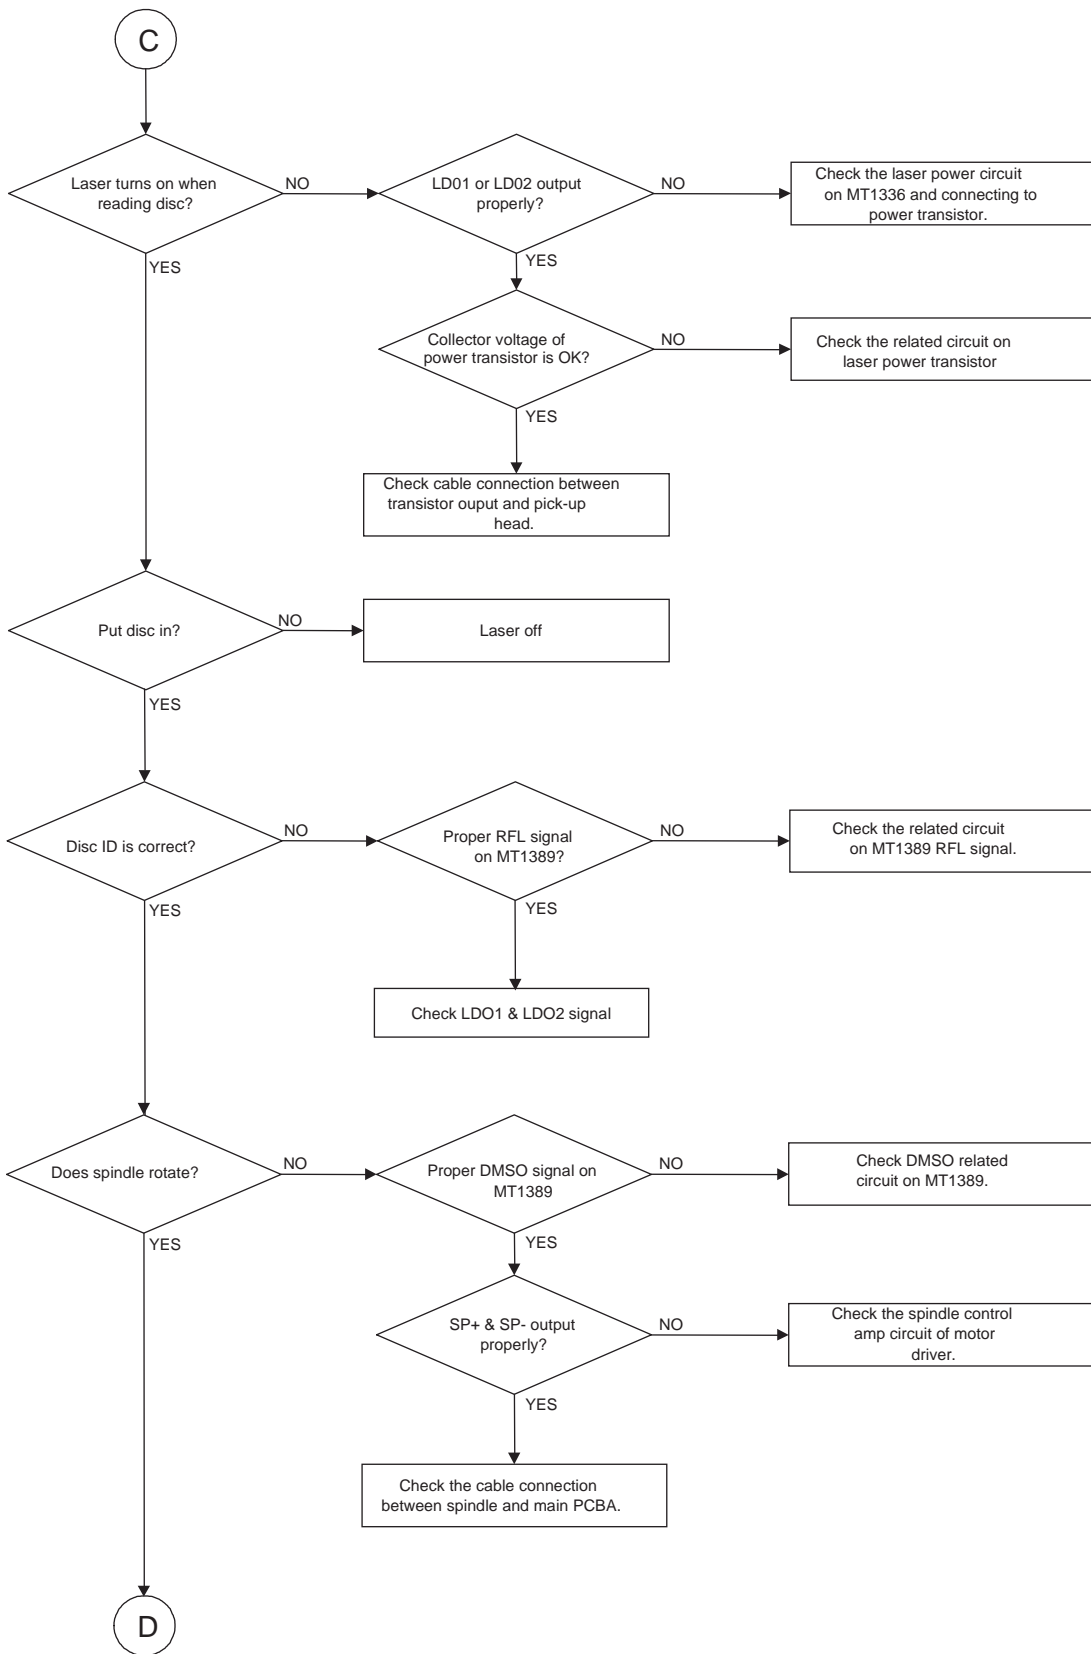 C
Laser turns on when
reading disc?
NO
LD01 or LD02 output
properly?
NO
Check the laser power circuit
on MT1336 and connecting to
power transistor.
YES
YES
Collector voltage of
power transistor is OK?
NO
Check the related circuit on
laser power transistor
YES
Check cable connection between
transistor ouput and pick-up
head.
Put disc in?
NO
Laser off
YES
Disc ID is correct?
NO
Proper RFL signal
on MT1389?
NO
Check the related circuit
on MT1389 RFL signal.
YES
YES
Check LDO1 & LDO2 signal
Does spindle rotate?
NO
Proper DMSO signal on
MT1389
NO
Check DMSO related
circuit on MT1389.
YES
YES
SP+ & SP- output
properly?
NO
Check the spindle control
amp circuit of motor
driver.
YES
Check the cable connection
between spindle and main PCBA.
D